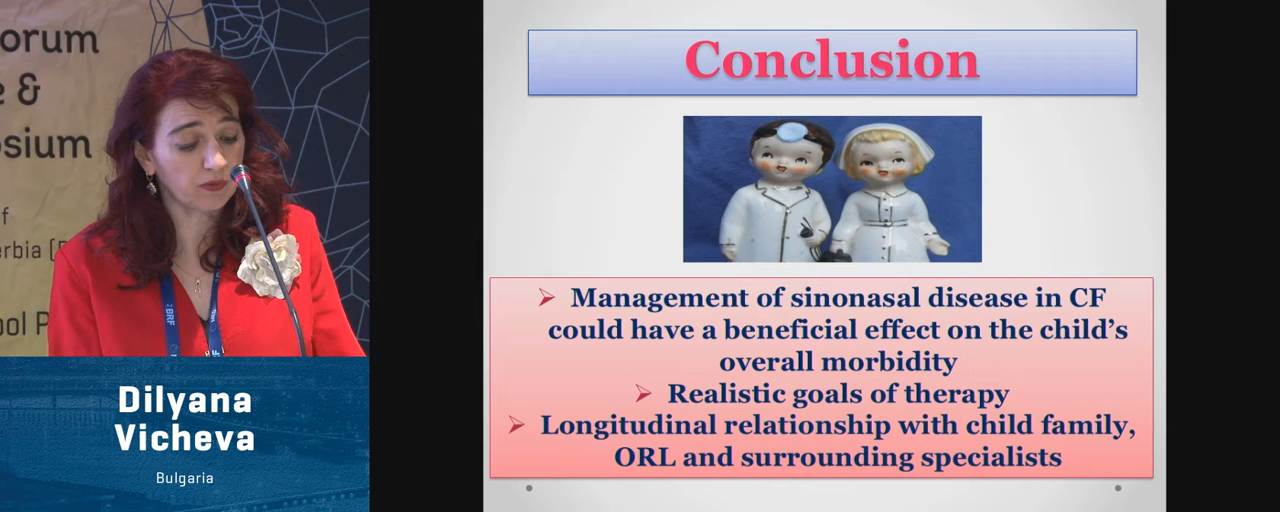 orum
e &
osium
f
erbia (
ool P
BRF
Dilyana
Vicheva
Bulgaria
Conclusion
Management of sinonasal disease in CF
could have a beneficial effect on the child's
overall morbidity
Realistic goals of therapy
Longitudinal relationship with child family,
ORL and surrounding specialists